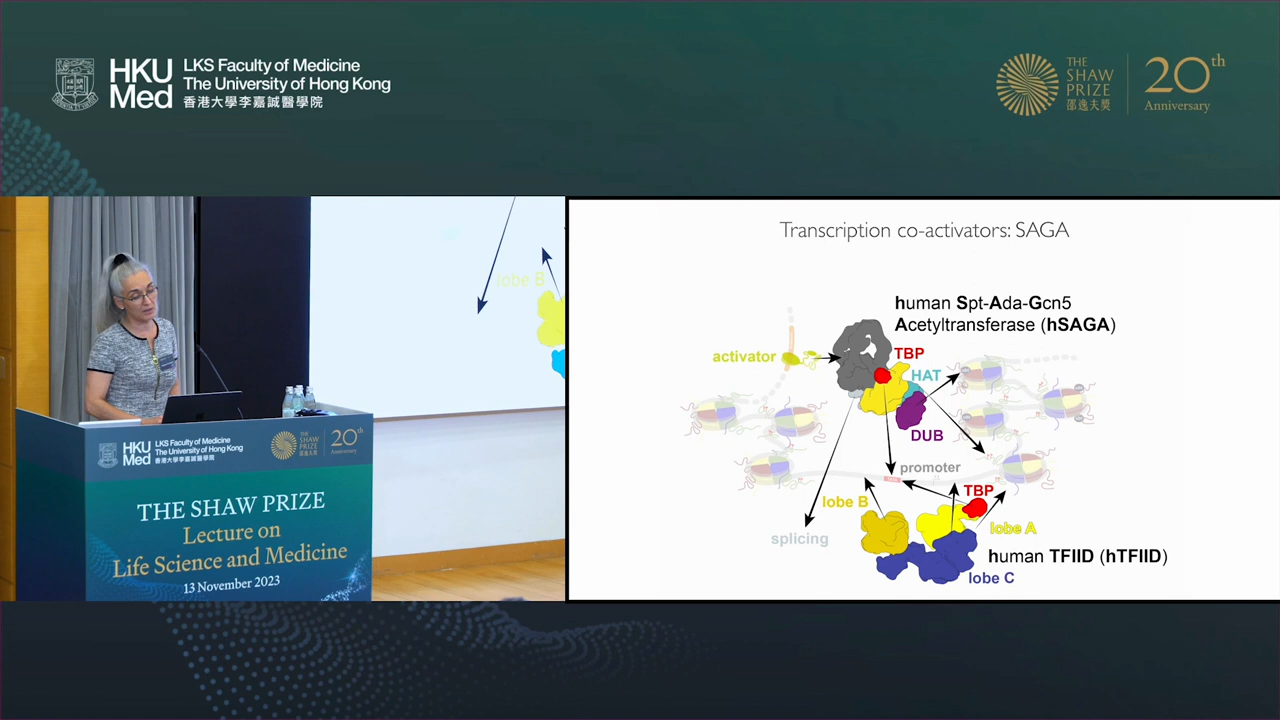 HKU
Med
LKS Faculty of Medicine
The University of Hong Kong
香港大學李嘉誠醫學院
THE
SHAW
PRIZE
邵逸夫獎
20th
Anniversary
lobe B
HKU
Med
LKS Faculty of Medicine
The University of Hong Kong
香港大學李嘉誠醫學院
THE
SHAW
PRIZE
邵逸夫獎
20th
Anniversary
THE SHAW PRIZE
Lecture on
Life Science and Medicine
13 November 2023
Transcription co-activators: SAGA
human Spt-Ada-Gcn5
Acetyltransferase (hSAGA)
activator
TBP
HAT
DUB
promoter
TBP
lobe B
lobe A
splicing
human TFIID (hTFIID)
lobe C